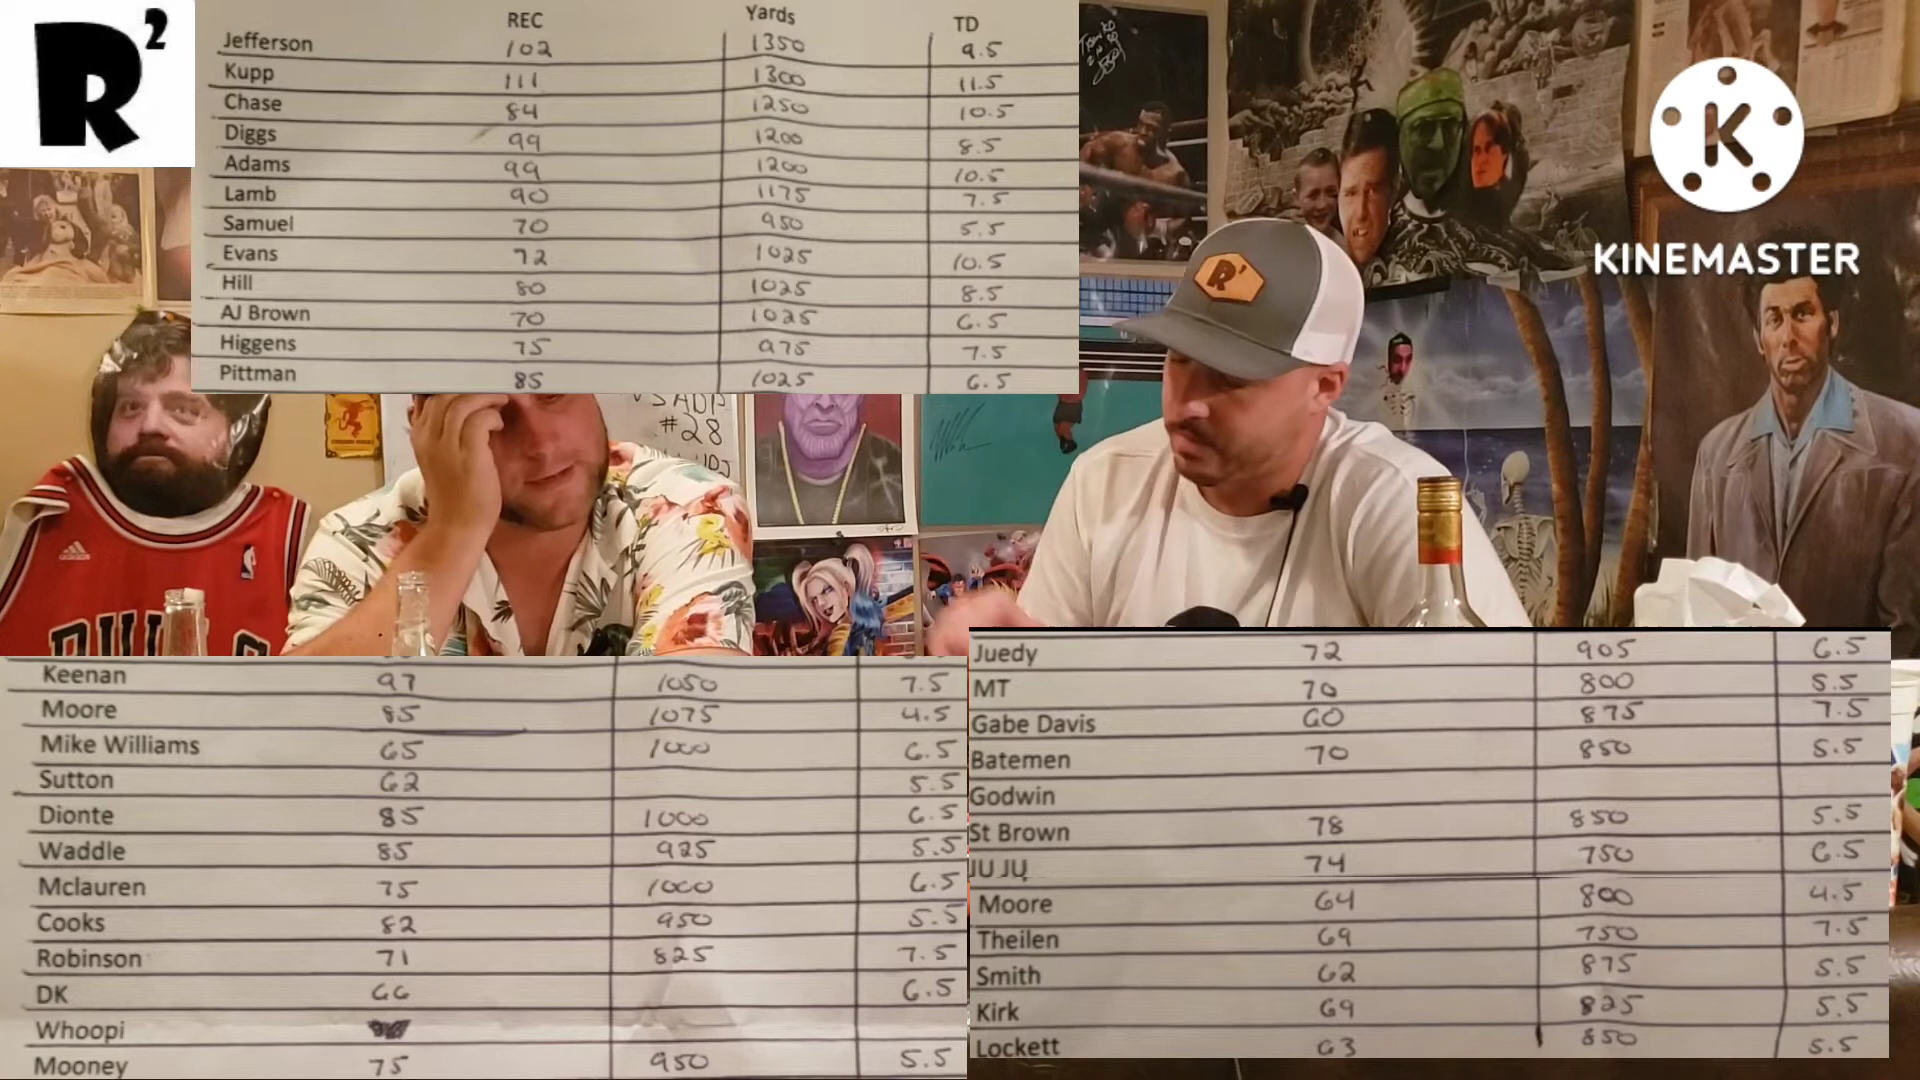 R²
REC Yards TD
Jefferson 102 1350 9.5
Kupp 111 1300 11.5
Chase 84 1250 10.5
Diggs 99 1200 8.5
Adams 99 1200 10.5
Lamb 90 1175 7.5
Samuel 70 950 5.5
Evans 72 1025 10.5
Hill 80 1025 8.5
AJ Brown 70 1025 6.5
Higgens 75 975 7.5
Pittman 85 1025 6.5
K
KINEMASTER
R²
#28
adidas
BULLS
Keenan 97 1050 7.5
Moore 85 1075 4.5
Mike Williams 65 1000 6.5
Sutton 62 5.5
Dionte 85 1000 6.5
Waddle 85 925 5.5
Mclauren 75 1000 6.5
Cooks 82 950 5.5
Robinson 71 825 7.5
DK 66 6.5
Whoopi
Mooney 75 950 5.5
Juedy 72 905 6.5
MT 70 800 5.5
Gabe Davis 60 875 7.5
Batemen 70 850 5.5
Godwin
St Brown 78 850 5.5
JU JU 74 750 6.5
Moore 64 800 4.5
Theilen 69 750 7.5
Smith 62 875 5.5
Kirk 69 825 5.5
Lockett 63 850 5.5